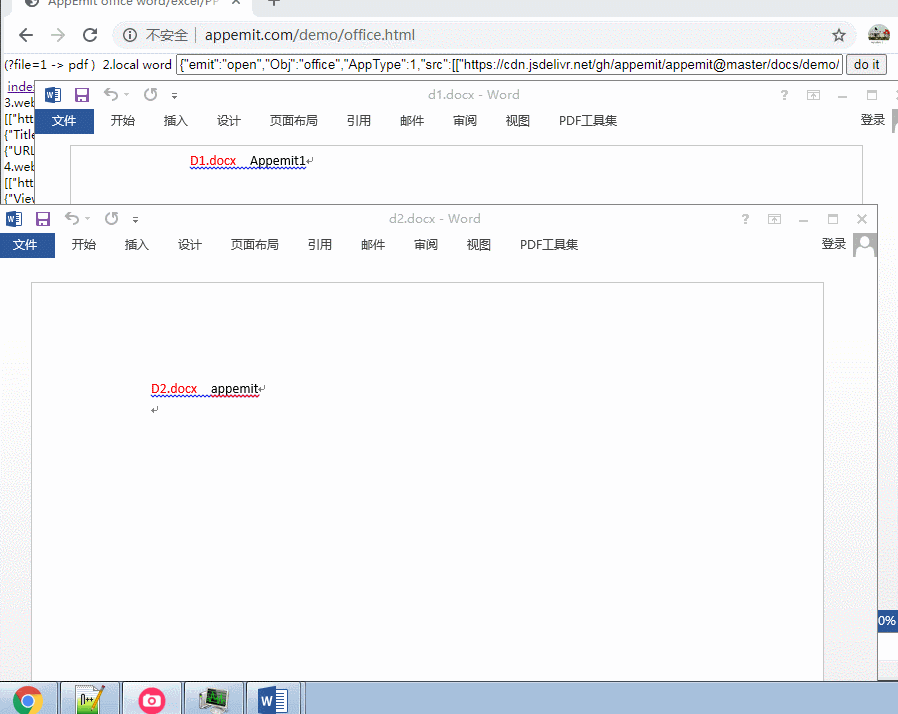 AppEmit office word/excel/PP
不安全 appemit.com/demo/office.html
(?file=1 -> pdf ) 2.local word {"emit":"open","Obj":"office","AppType":1,"src":[["https://cdn.jsdelivr.net/gh/appemit/appemit@master/docs/demo/ do it
inde
3.web
[["htt
{"Title
{"URL
4.web
[["htt
{"View
d1.docx - Word
文件 开始 插入 设计 页面布局 引用 邮件 审阅 视图 PDF工具集 登录
D1.docx Appemit1
d2.docx - Word
文件 开始 插入 设计 页面布局 引用 邮件 审阅 视图 PDF工具集 登录
D2.docx appemit
0%